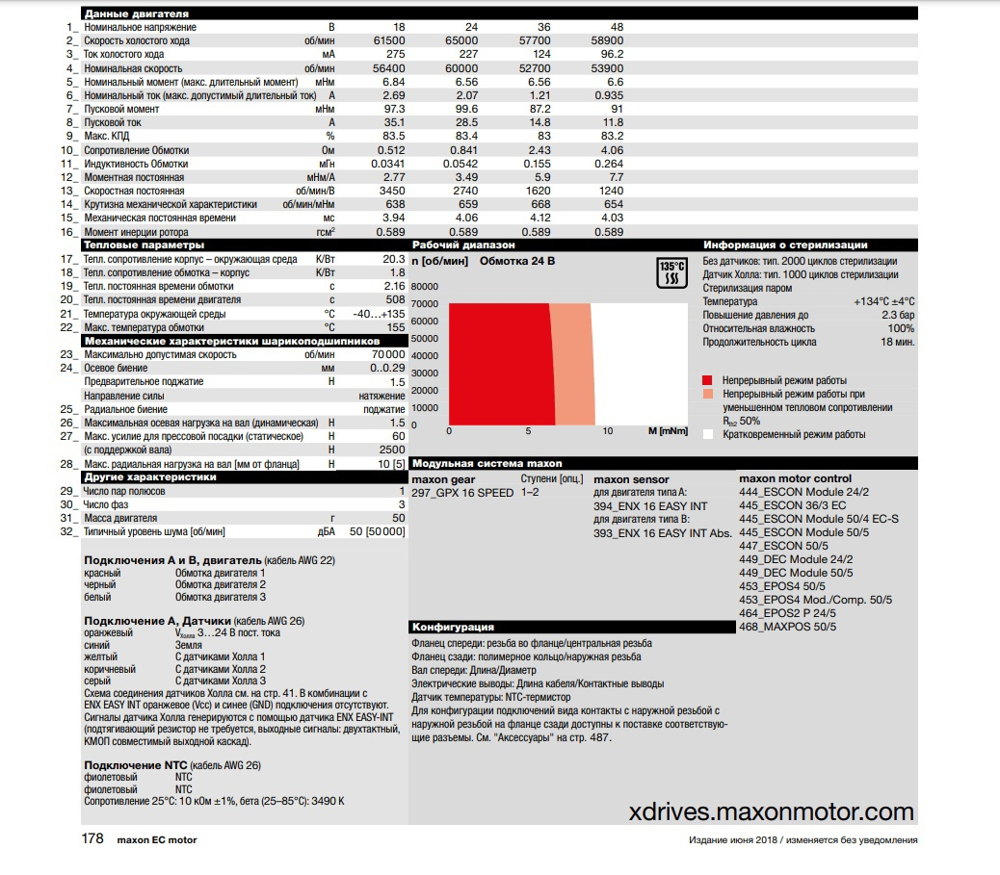 Данные двигателя
1_ Номинальное напряжение В 18 24 36 48
2_ Скорость холостого хода об/мин 61500 65000 57700 58900
3_ Ток холостого хода мА 275 227 124 96.2
4_ Номинальная скорость об/мин 56400 60000 52700 53900
5_ Номинальный момент (макс. длительный момент) мНм 6.84 6.56 6.56 6.6
6_ Номинальный ток (макс. допустимый длительный ток) А 2.69 2.07 1.21 0.935
7_ Пусковой момент мНм 97.3 99.6 87.2 91
8_ Пусковой ток А 35.1 28.5 14.8 11.8
9_ Макс. КПД % 83.5 83.4 83 83.2
10_ Сопротивление Обмотки Ом 0.512 0.841 2.43 4.06
11_ Индуктивность Обмотки мГн 0.0341 0.0542 0.155 0.264
12_ Моментная постоянная мНм/А 2.77 3.49 5.9 7.7
13_ Скоростная постоянная об/мин/В 3450 2740 1620 1240
14_ Крутизна механической характеристики об/мин/мНм 638 659 668 654
15_ Механическая постоянная времени мс 3.94 4.06 4.12 4.03
16_ Момент инерции ротора гсм² 0.589 0.589 0.589 0.589
Тепловые параметры
17_ Тепл. сопротивление корпус – окружающая среда К/Вт 20.3
18_ Тепл. сопротивление обмотка – корпус К/Вт 1.8
19_ Тепл. постоянная времени обмотки с 2.16
20_ Тепл. постоянная времени двигателя с 508
21_ Температура окружающей среды °C -40...+135
22_ Макс. температура обмотки °C 155
Механические характеристики шарикоподшипников
23_ Максимально допустимая скорость об/мин 70 000
24_ Осевое биение мм 0..0.29
Предварительное поджатие Н 1.5
Направление силы натяжение
25_ Радиальное биение поджатие
26_ Максимальная осевая нагрузка на вал (динамическая) Н 1.5
27_ Макс. усилие для прессовой посадки (статическое) Н 60
(с поддержкой вала) Н 2500
28_ Макс. радиальная нагрузка на вал [мм от фланца] Н 10 [5]
Другие характеристики
29_ Число пар полюсов 1
30_ Число фаз 3
31_ Масса двигателя г 50
32_ Типичный уровень шума [об/мин] дБА 50 [50 000]
Подключения А и В, двигатель (кабель AWG 22)
красный Обмотка двигателя 1
черный Обмотка двигателя 2
белый Обмотка двигателя 3
Подключение А, Датчики (кабель AWG 26)
оранжевый VХолла 3...24 В пост. тока
синий Земля
желтый С датчиками Холла 1
коричневый С датчиками Холла 2
серый С датчиками Холла 3
Схема соединения датчиков Холла см. на стр. 41. В комбинации с
ENX EASY INT оранжевое (Vcc) и синее (GND) подключения отсутствуют.
Сигналы датчика Холла генерируются с помощью датчика ENX EASY-INT
(подтягивающий резистор не требуется, выходные сигналы: двухтактный,
КМОП совместимый выходной каскад).
Подключение NTC (кабель AWG 26)
фиолетовый NTC
фиолетовый NTC
Сопротивление 25°C: 10 кОм ±1%, бета (25–85°C): 3490 K
Рабочий диапазон
n [об/мин] Обмотка 24 В
135°C
80000
70000
60000
50000
40000
30000
20000
10000
0
0 5 10 M [mNm]
Информация о стерилизации
Без датчиков: тип. 2000 циклов стерилизации
Датчик Холла: тип. 1000 циклов стерилизации
Стерилизация паром
Температура +134°C ±4°C
Повышение давления до 2.3 бар
Относительная влажность 100%
Продолжительность цикла 18 мин.
Непрерывный режим работы
Непрерывный режим работы при
уменьшенном тепловом сопротивлении
Rth2 50%
Кратковременный режим работы
Модульная система maxon
maxon gear Ступени [опц.]
297_GPX 16 SPEED 1–2
maxon sensor
для двигателя типа A:
394_ENX 16 EASY INT
для двигателя типа B:
393_ENX 16 EASY INT Abs.
maxon motor control
444_ESCON Module 24/2
445_ESCON 36/3 EC
445_ESCON Module 50/4 EC-S
445_ESCON Module 50/5
447_ESCON 50/5
449_DEC Module 24/2
449_DEC Module 50/5
453_EPOS4 50/5
453_EPOS4 Mod./Comp. 50/5
464_EPOS2 P 24/5
468_MAXPOS 50/5
Конфигурация
Фланец спереди: резьба во фланце/центральная резьба
Фланец сзади: полимерное кольцо/наружная резьба
Вал спереди: Длина/Диаметр
Электрические выводы: Длина кабеля/Контактные выводы
Датчик температуры: NTC-термистор
Для конфигурации подключений вида контакты с наружной резьбой с
наружной резьбой на фланце сзади доступны к поставке соответствую-
щие разъемы. См. "Аксессуары" на стр. 487.
xdrives.maxonmotor.com
178 maxon EC motor
Издание июня 2018 / изменяется без уведомления